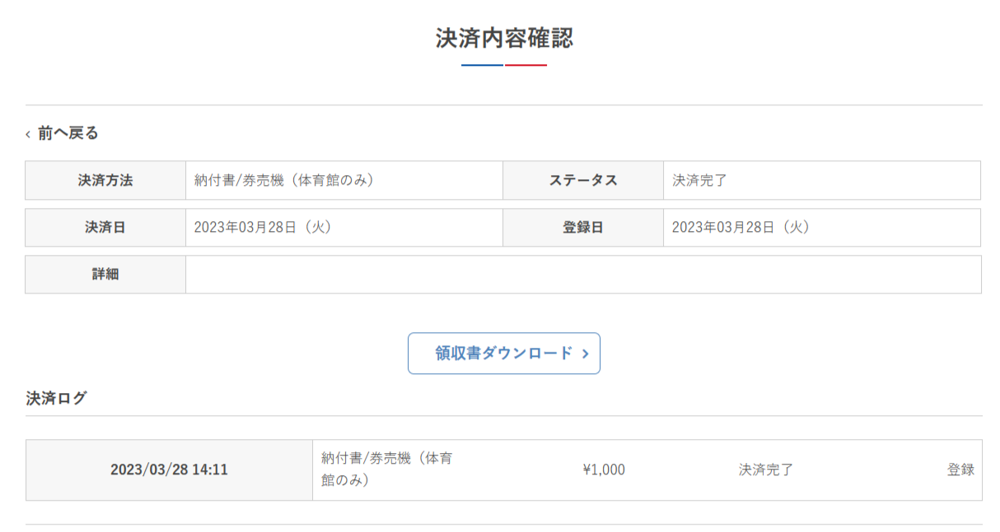 決済内容確認
‹ 前へ戻る
決済方法 納付書/券売機（体育館のみ） ステータス 決済完了
決済日 2023年03月28日（火） 登録日 2023年03月28日（火）
詳細
領収書ダウンロード ›
決済ログ
2023/03/28 14:11 納付書/券売機（体育 ¥1,000 決済完了 登録
館のみ）